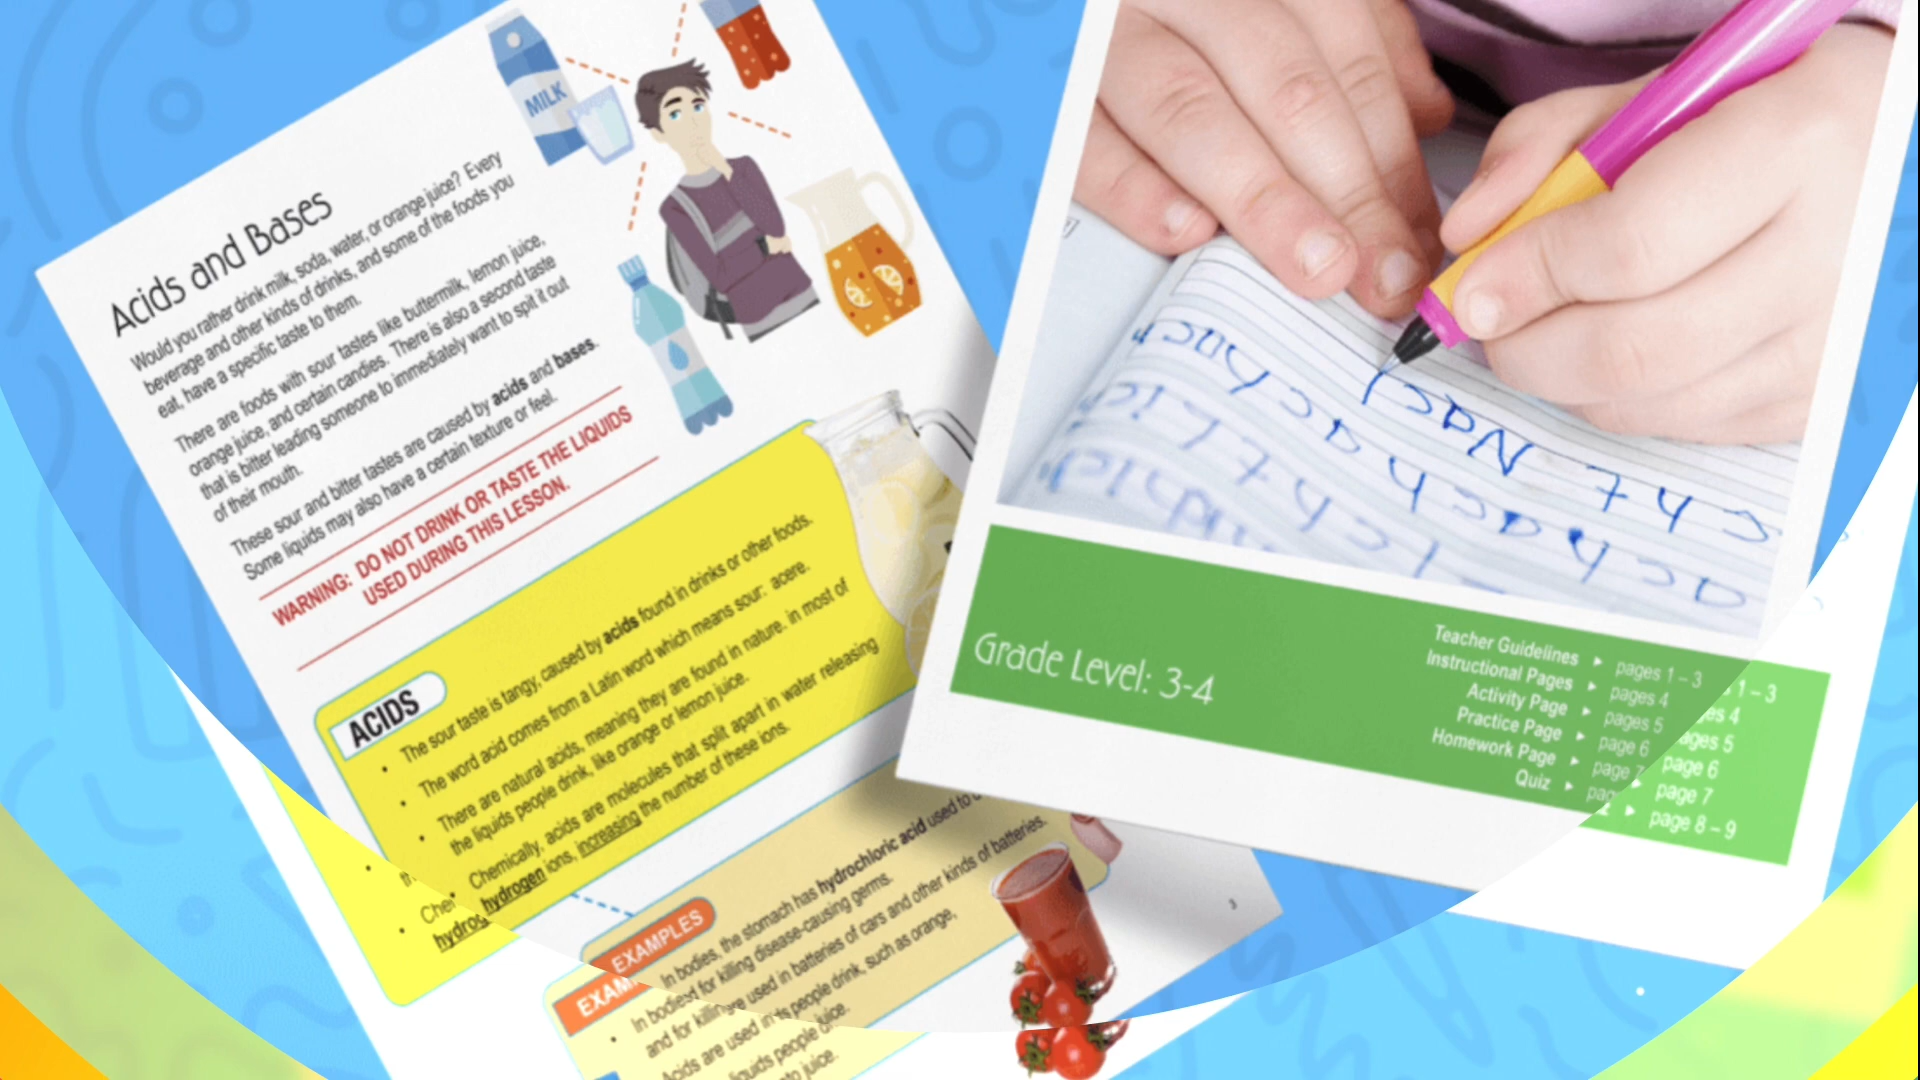 MILK
Acids and Bases
Would you rather drink milk, soda, water, or orange juice? Every
beverage and other kinds of drinks, and some of the foods you
eat, have a specific taste to them.
There are foods with sour tastes like buttermilk, lemon juice,
orange juice, and certain candies. There is also a second taste
that is bitter leading someone to immediately want to spit it out
of their mouth.
These sour and bitter tastes are caused by acids and bases.
Some liquids may also have a certain texture or feel.
WARNING: DO NOT DRINK OR TASTE THE LIQUIDS
USED DURING THIS LESSON.
ACIDS
• The sour taste is tangy, caused by acids found in drinks or other foods.
• The word acid comes from a Latin word which means sour: acere.
• There are natural acids, meaning they are found in nature. in most of
the liquids people drink, like orange or lemon juice.
• Chemically, acids are molecules that split apart in water releasing
hydrogen ions, increasing the number of these ions.
EXAMPLES
In bodies, the stomach has hydrochloric acid used to
and for killing disease-causing germs.
Acids are used in batteries of cars and other kinds of batteries.
liquids people drink, such as orange,
juice.
3
Grade Level: 3-4
Teacher Guidelines ► pages 1 – 3
Instructional Pages ► pages 4
Activity Page ► pages 5
Practice Page ► page 6
Homework Page ► page 7
Quiz ► page 8 – 9